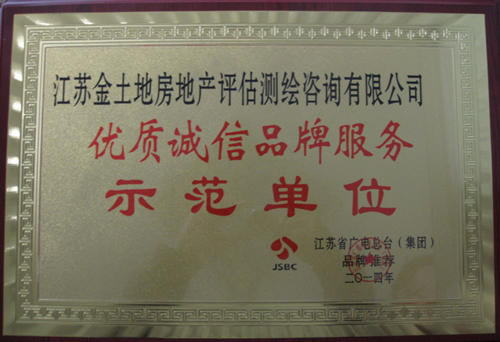 江苏金土地房地产评估测绘咨询有限公司
优质诚信品牌服务
示范单位
JSBC
江苏省广电总台（集团）
品牌推荐
二〇一四年